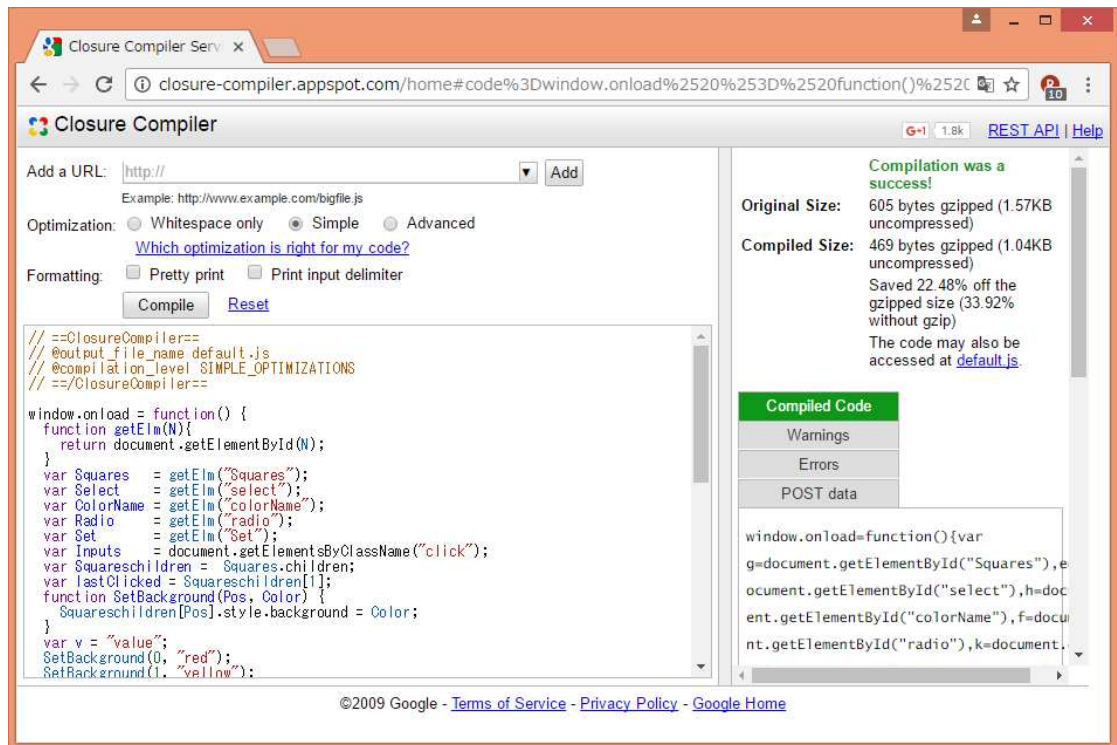 Closure Compiler Serv
closure-compiler.appspot.com/home#code%3Dwindow.onload%2520%253D%2520function()%2520
10
Closure Compiler
G+1 1.8k REST API | Help
Add a URL: http:// Add
Example: http://www.example.com/bigfile.js
Optimization: Whitespace only Simple Advanced
Which optimization is right for my code?
Formatting: Pretty print Print input delimiter
Compile Reset
// ==ClosureCompiler==
// @output_file_name default.js
// @compilation_level SIMPLE_OPTIMIZATIONS
// ==/ClosureCompiler==
window.onload = function() {
function getElm(N){
return document.getElementById(N);
}
var Squares = getElm("Squares");
var Select = getElm("select");
var ColorName = getElm("colorName");
var Radio = getElm("radio");
var Set = getElm("Set");
var Inputs = document.getElementsByClassName("click");
var Squareschildren = Squares.children;
var lastClicked = Squareschildren[1];
function SetBackground(Pos, Color) {
Squareschildren[Pos].style.background = Color;
}
var v = "value";
SetBackground(0, "red");
SetBackground(1, "yellow");
Compilation was a
success!
Original Size: 605 bytes gzipped (1.57KB
uncompressed)
Compiled Size: 469 bytes gzipped (1.04KB
uncompressed)
Saved 22.48% off the
gzipped size (33.92%
without gzip)
The code may also be
accessed at default.js.
Compiled Code
Warnings
Errors
POST data
window.onload=function(){var
g=document.getElementById("Squares"),e
ocument.getElementById("select"),h=doc
ent.getElementById("colorName"),f=docu
nt.getElementById("radio"),k=document.
©2009 Google - Terms of Service - Privacy Policy - Google Home